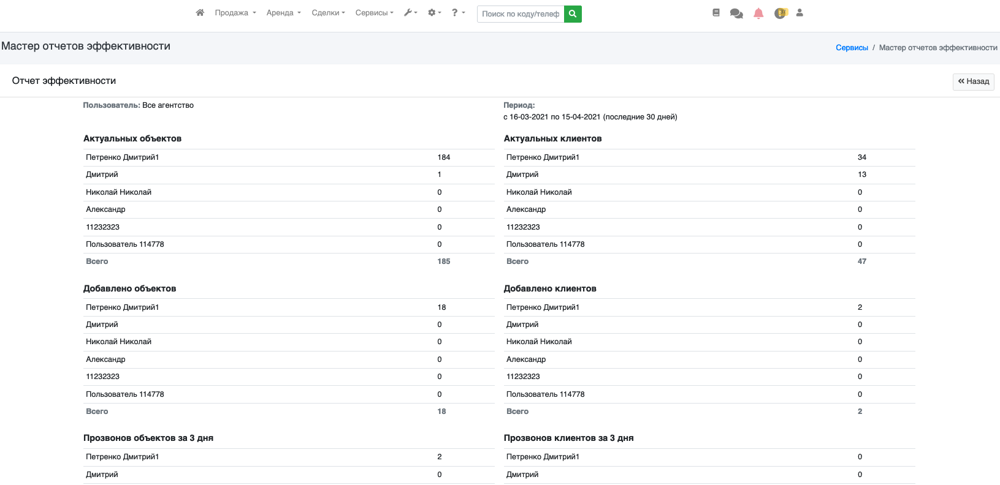 Продажа Аренда Сделки Сервисы ? Поиск по коду/телеф
Мастер отчетов эффективности
Сервисы / Мастер отчетов эффективности
Отчет эффективности
Назад
Пользователь: Все агентство
Период:
с 16-03-2021 по 15-04-2021 (последние 30 дней)
Актуальных объектов
Петренко Дмитрий1 184
Дмитрий 1
Николай Николай 0
Александр 0
11232323 0
Пользователь 114778 0
Всего 185
Актуальных клиентов
Петренко Дмитрий1 34
Дмитрий 13
Николай Николай 0
Александр 0
11232323 0
Пользователь 114778 0
Всего 47
Добавлено объектов
Петренко Дмитрий1 18
Дмитрий 0
Николай Николай 0
Александр 0
11232323 0
Пользователь 114778 0
Всего 18
Добавлено клиентов
Петренко Дмитрий1 2
Дмитрий 0
Николай Николай 0
Александр 0
11232323 0
Пользователь 114778 0
Всего 2
Прозвонов объектов за 3 дня
Петренко Дмитрий1 2
Дмитрий 0
Прозвонов клиентов за 3 дня
Петренко Дмитрий1 0
Дмитрий 0